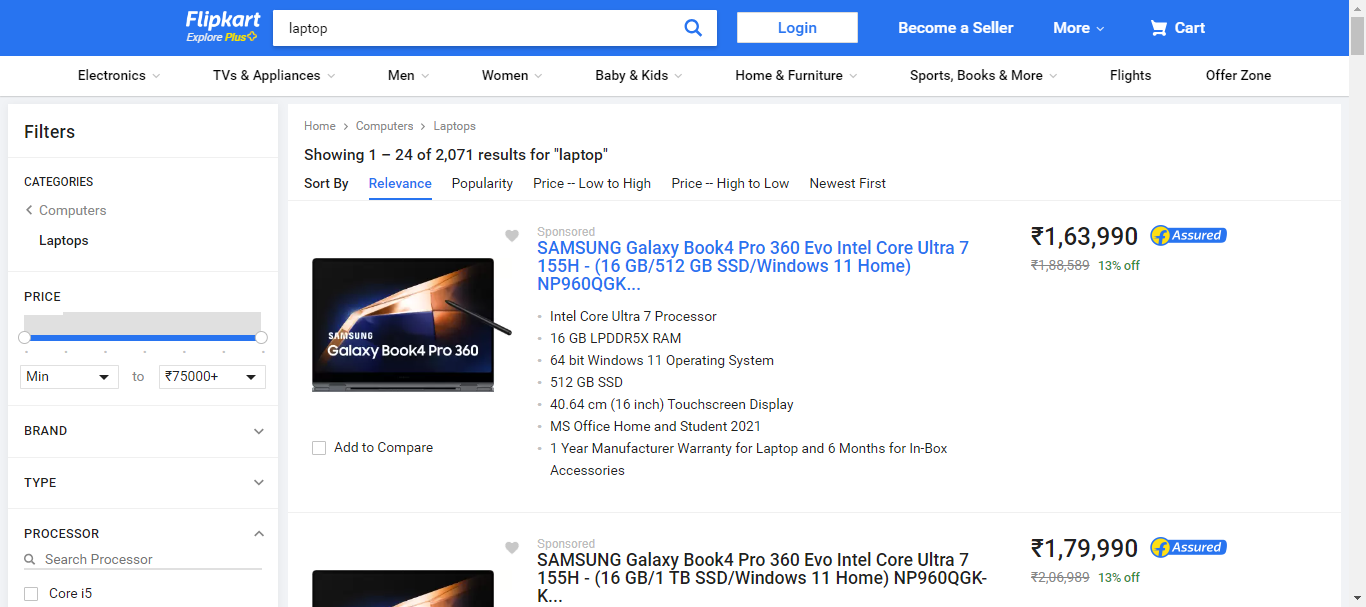 Flipkart
Explore Plus
laptop
Login
Become a Seller
More
Cart
Electronics
TVs & Appliances
Men
Women
Baby & Kids
Home & Furniture
Sports, Books & More
Flights
Offer Zone
Filters
CATEGORIES
Computers
Laptops
PRICE
Min
to
₹75000+
BRAND
TYPE
PROCESSOR
Search Processor
Core i5
Home
Computers
Laptops
Showing 1 – 24 of 2,071 results for "laptop"
Sort By
Relevance
Popularity
Price -- Low to High
Price -- High to Low
Newest First
SAMSUNG
Galaxy Book4 Pro 360
Add to Compare
Sponsored
SAMSUNG Galaxy Book4 Pro 360 Evo Intel Core Ultra 7
155H - (16 GB/512 GB SSD/Windows 11 Home)
NP960QGK...
Intel Core Ultra 7 Processor
16 GB LPDDR5X RAM
64 bit Windows 11 Operating System
512 GB SSD
40.64 cm (16 inch) Touchscreen Display
MS Office Home and Student 2021
1 Year Manufacturer Warranty for Laptop and 6 Months for In-Box
Accessories
₹1,63,990
Assured
₹1,88,589 13% off
Sponsored
SAMSUNG Galaxy Book4 Pro 360 Evo Intel Core Ultra 7
155H - (16 GB/1 TB SSD/Windows 11 Home) NP960QGK-
K...
₹1,79,990
Assured
₹2,06,989 13% off